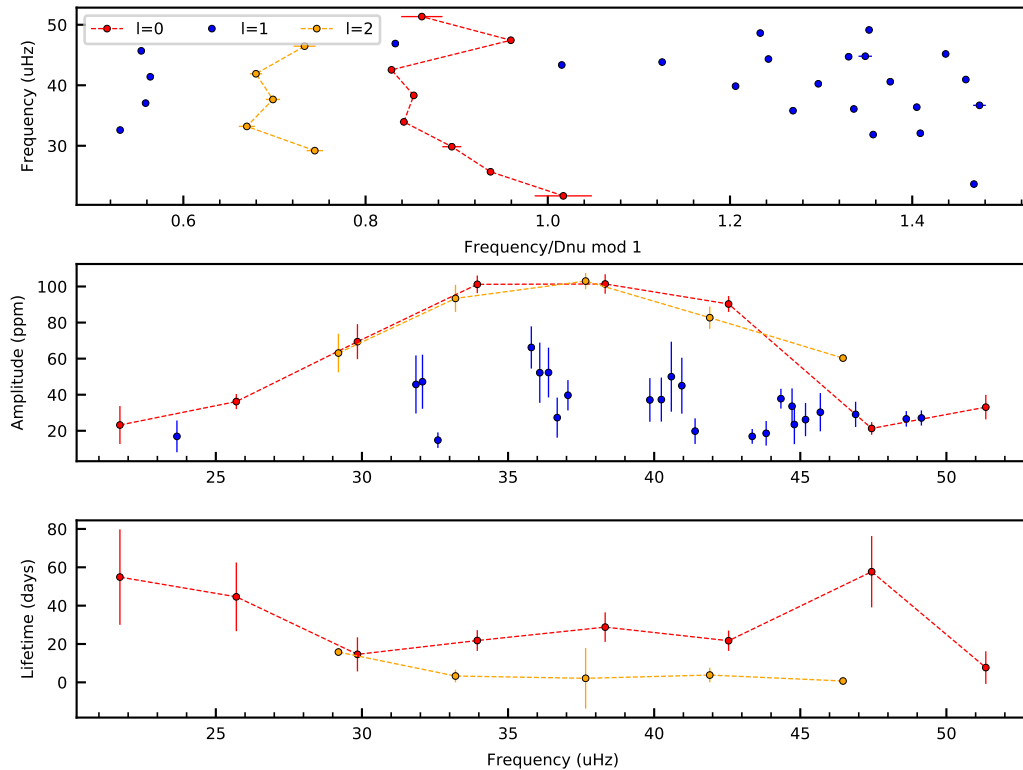 l=0 l=1 l=2
Frequency (uHz)
50
40
30
0.6 0.8 1.0 1.2 1.4
Frequency/Dnu mod 1
Amplitude (ppm)
100
80
60
40
20
25 30 35 40 45 50
Lifetime (days)
80
60
40
20
0
25 30 35 40 45 50
Frequency (uHz)